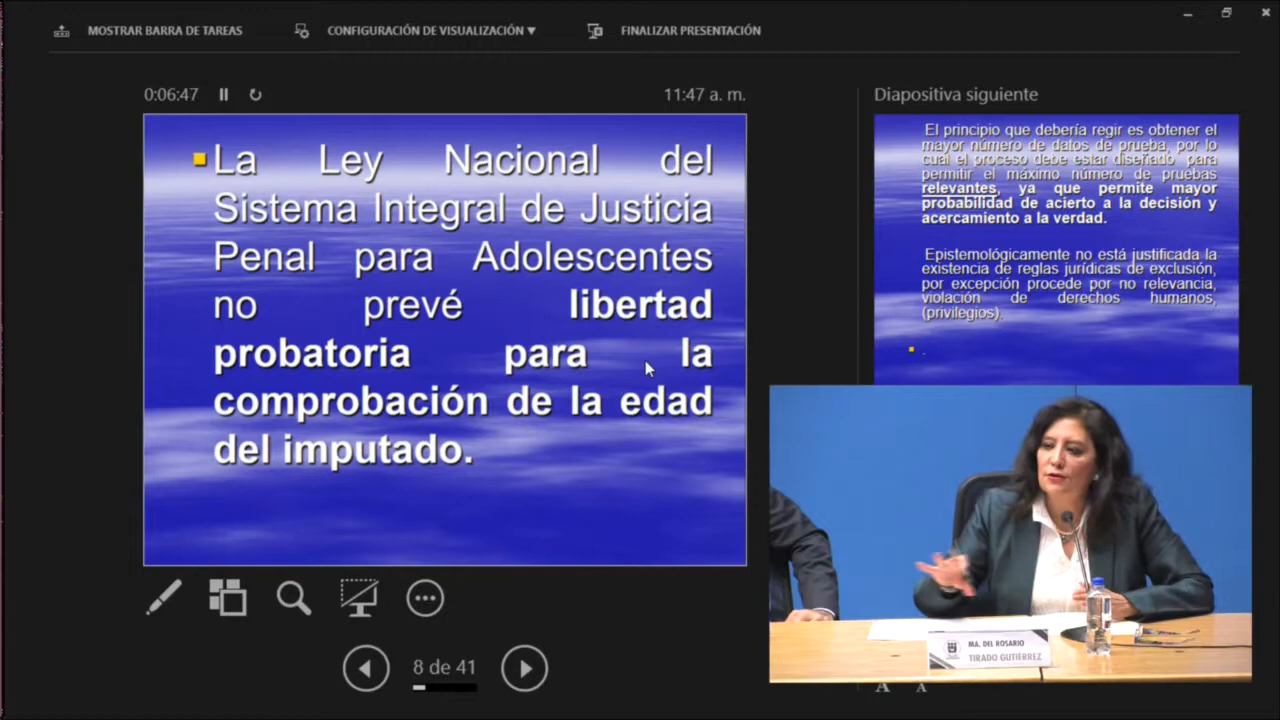 MOSTRAR BARRA DE TAREAS
CONFIGURACIÓN DE VISUALIZACIÓN ▼
FINALIZAR PRESENTACIÓN
0:06:47
11:47 a. m.
La Ley Nacional del
Sistema Integral de Justicia
Penal para Adolescentes
no prevé libertad
probatoria para la
comprobación de la edad
del imputado.
8 de 41
Diapositiva siguiente
El principio que debería regir es obtener el
mayor número de datos de prueba, por lo
cual el proceso debe estar diseñado para
permitir el máximo número de pruebas
relevantes, ya que permite mayor
probabilidad de acierto a la decisión y
acercamiento a la verdad.
Epistemológicamente no está justificada la
existencia de reglas jurídicas de exclusión,
por excepción procede por no relevancia,
violación de derechos humanos,
(privilegios).
.
MA. DEL ROSARIO
TIRADO GUTIÉRREZ
A A